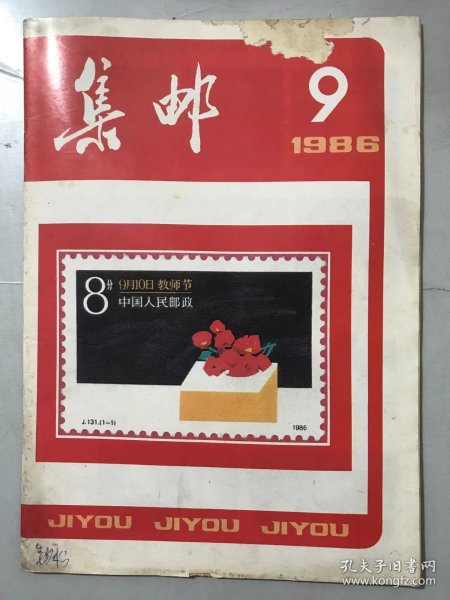 集邮
9
1986
8分
9月10日 教师节
中国人民邮政
J.131.(1-1)
1986
JIYOU JIYOU JIYOU
孔夫子旧书网
www.kongfz.com